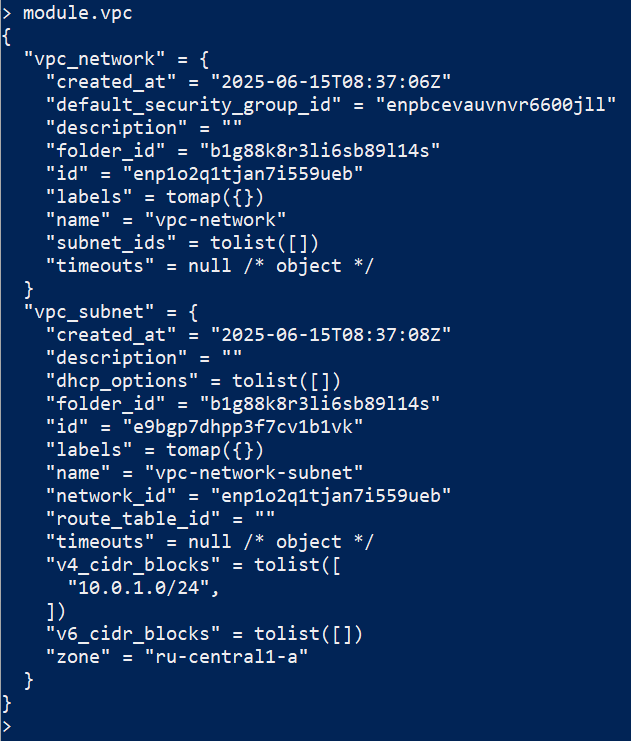 > module.vpc
{
  "vpc_network" = {
    "created_at" = "2025-06-15T08:37:06Z"
    "default_security_group_id" = "enpbcevauvnvr6600jll"
    "description" = ""
    "folder_id" = "b1g88k8r3li6sb89l14s"
    "id" = "enp1o2q1tjan7i559ueb"
    "labels" = tomap({})
    "name" = "vpc-network"
    "subnet_ids" = tolist([])
    "timeouts" = null /* object */
  }
  "vpc_subnet" = {
    "created_at" = "2025-06-15T08:37:08Z"
    "description" = ""
    "dhcp_options" = tolist([])
    "folder_id" = "b1g88k8r3li6sb89l14s"
    "id" = "e9bgp7dhpp3f7cv1b1vk"
    "labels" = tomap({})
    "name" = "vpc-network-subnet"
    "network_id" = "enp1o2q1tjan7i559ueb"
    "route_table_id" = ""
    "timeouts" = null /* object */
    "v4_cidr_blocks" = tolist([
      "10.0.1.0/24",
    ])
    "v6_cidr_blocks" = tolist([])
    "zone" = "ru-central1-a"
  }
}
>